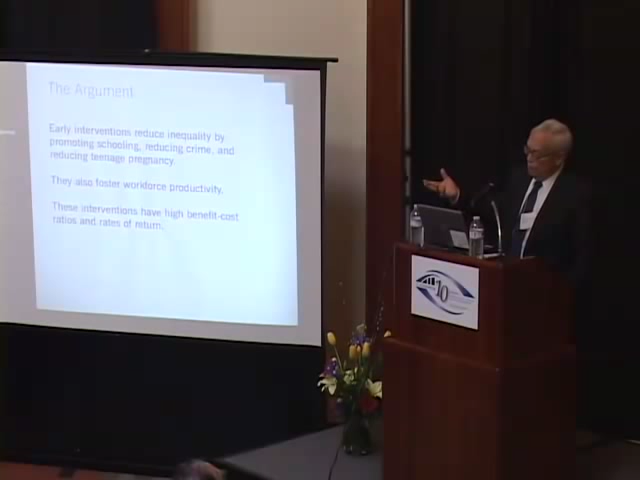 The Argument
Early interventions reduce inequality by
promoting schooling, reducing crime, and
reducing teenage pregnancy.
They also foster workforce productivity.
These interventions have high benefit-cost
ratios and rates of return.
10